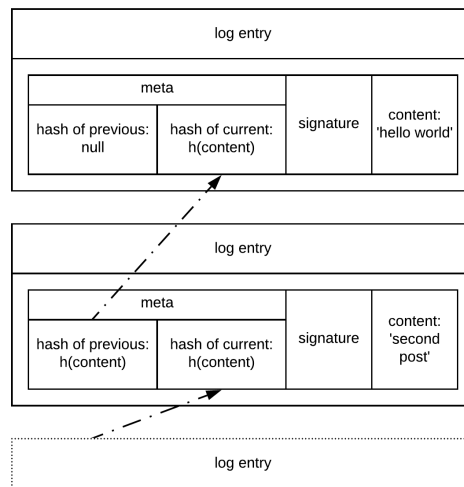 log entry
meta
hash of previous:
null
hash of current:
h(content)
signature
content:
'hello world'
log entry
meta
hash of previous:
h(content)
hash of current:
h(content)
signature
content:
'second
post'
log entry